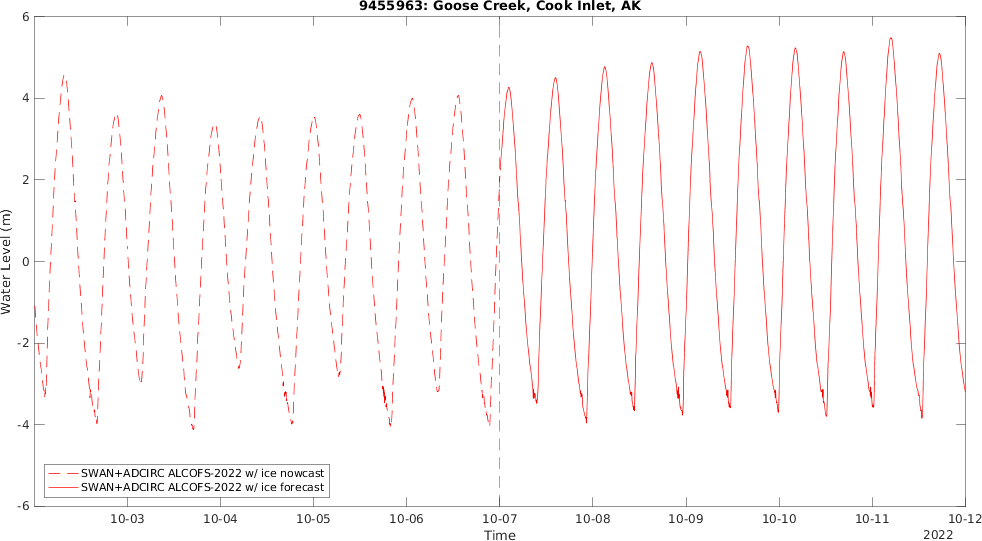 9455963: Goose Creek, Cook Inlet, AK
6
4
2
0
-2
-4
-6
Water Level (m)
SWAN+ADCIRC ALCOFS-2022 w/ ice nowcast
SWAN+ADCIRC ALCOFS-2022 w/ ice forecast
10-03 10-04 10-05 10-06 10-07 10-08 10-09 10-10 10-11 10-12
Time
2022